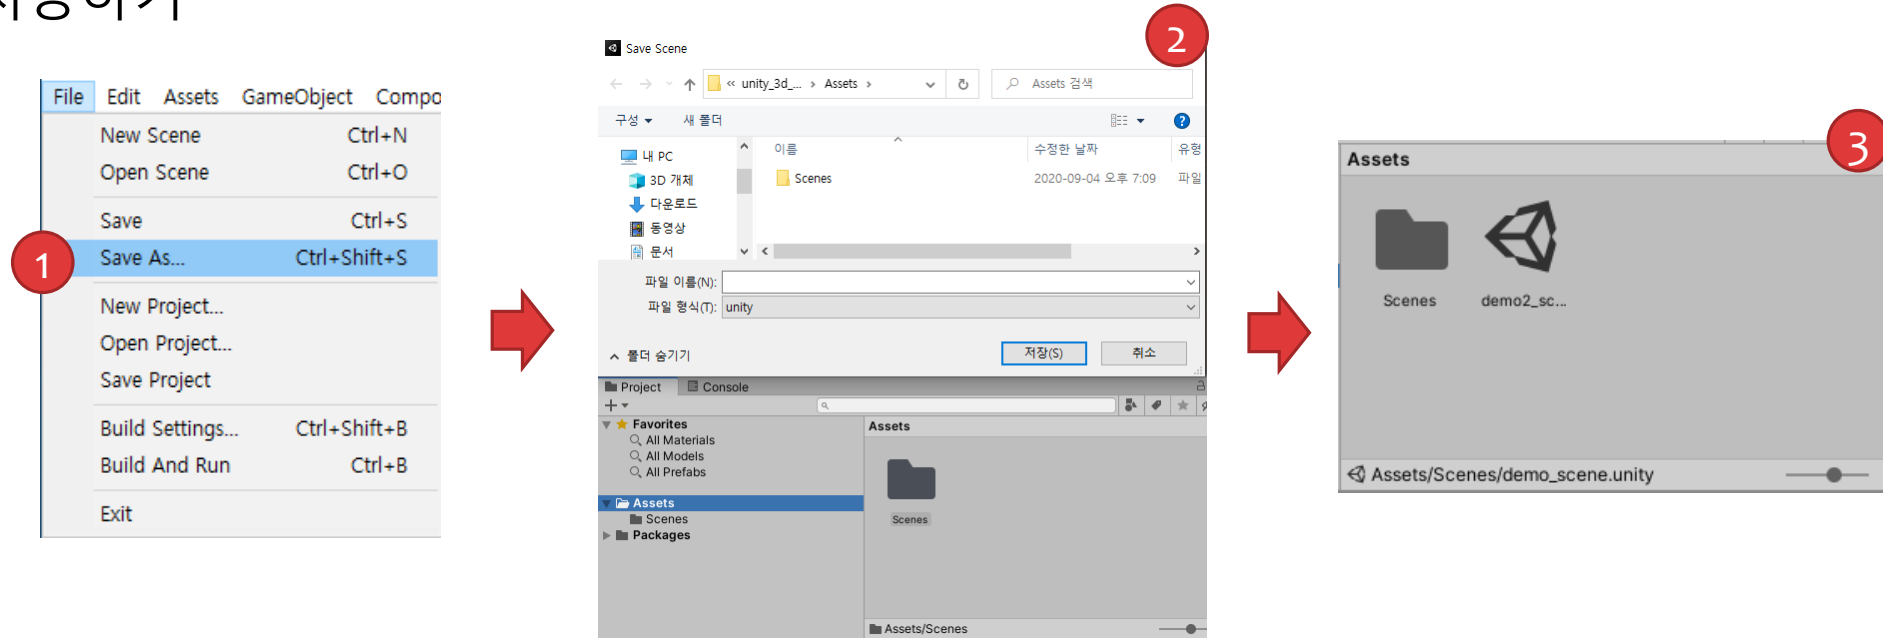 File Edit Assets GameObject Compo
New Scene Ctrl+N
Open Scene Ctrl+O
Save Ctrl+S
1
Save As... Ctrl+Shift+S
New Project...
Open Project...
Save Project
Build Settings... Ctrl+Shift+B
Build And Run Ctrl+B
Exit
2
Save Scene
« unity_3d_... › Assets ›
Assets 검색
구성 새 폴더
이름 수정한 날짜 유형
Scenes 2020-09-04 오후 7:09 파일
내 PC
3D 개체
다운로드
동영상
문서
파일 이름(N):
파일 형식(T): unity
폴더 숨기기
저장(S) 취소
Project Console
Favorites
All Materials
All Models
All Prefabs
Assets
Scenes
Packages
Assets
Scenes
Assets/Scenes
3
Assets
Scenes demo2_sc...
Assets/Scenes/demo_scene.unity